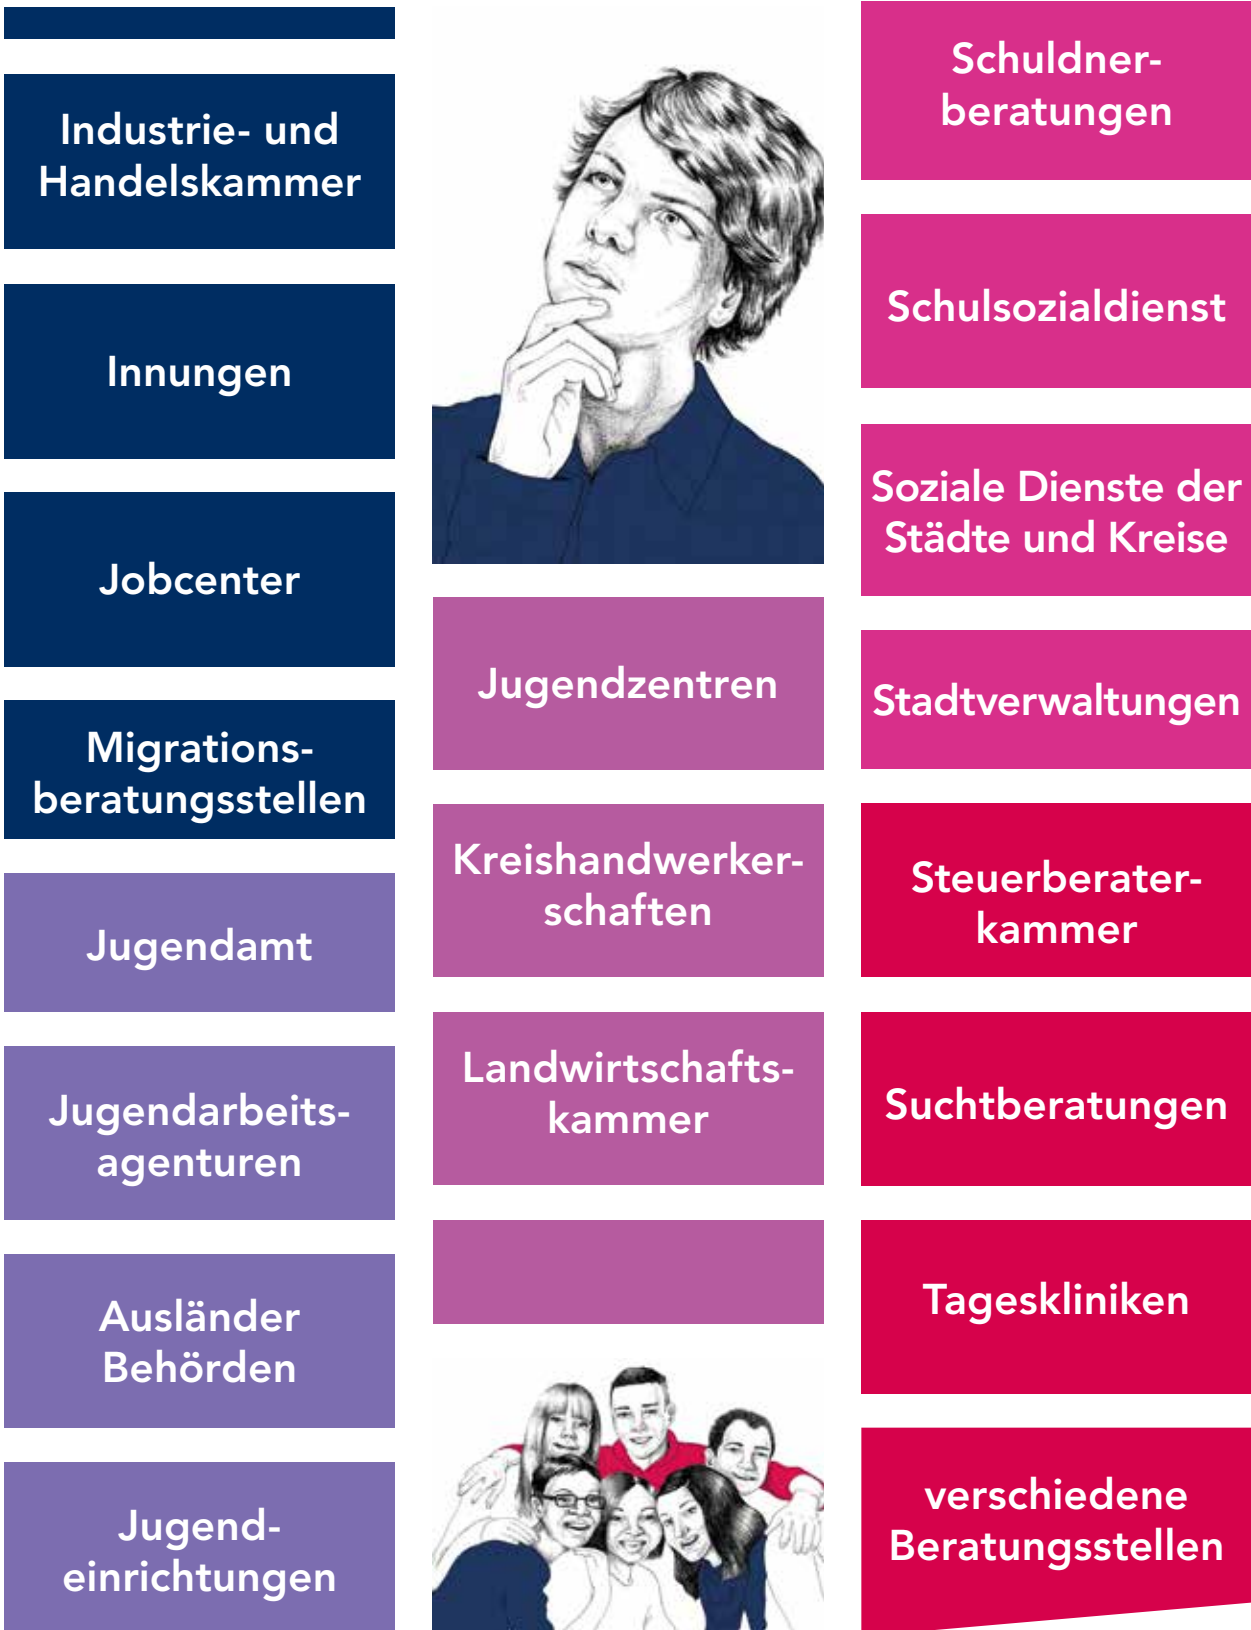 Industrie- und
Handelskammer
Innungen
Jobcenter
Migrations-
beratungsstellen
Jugendamt
Jugendarbeits-
agenturen
Ausländer
Behörden
Jugend-
einrichtungen
Jugendzentren
Kreishandwerker-
schaften
Landwirtschafts-
kammer
Schuldner-
beratungen
Schulsozialdienst
Soziale Dienste der
Städte und Kreise
Stadtverwaltungen
Steuerberater-
kammer
Suchtberatungen
Tageskliniken
verschiedene
Beratungsstellen